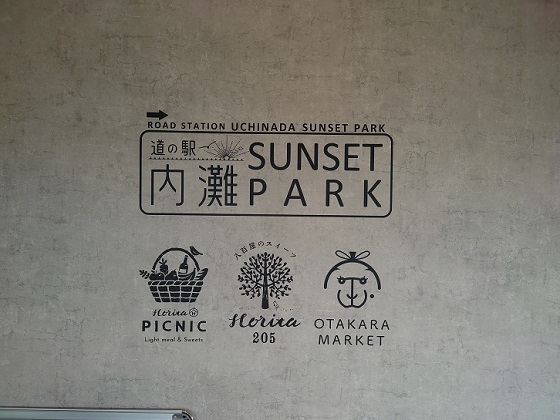 ROAD STATION UCHINADA SUNSET PARK
道の駅
内灘
SUNSET
PARK
Horita
PICNIC
Light meal & Sweets
八百屋のスイーツ
Horita
205
OTAKARA
MARKET